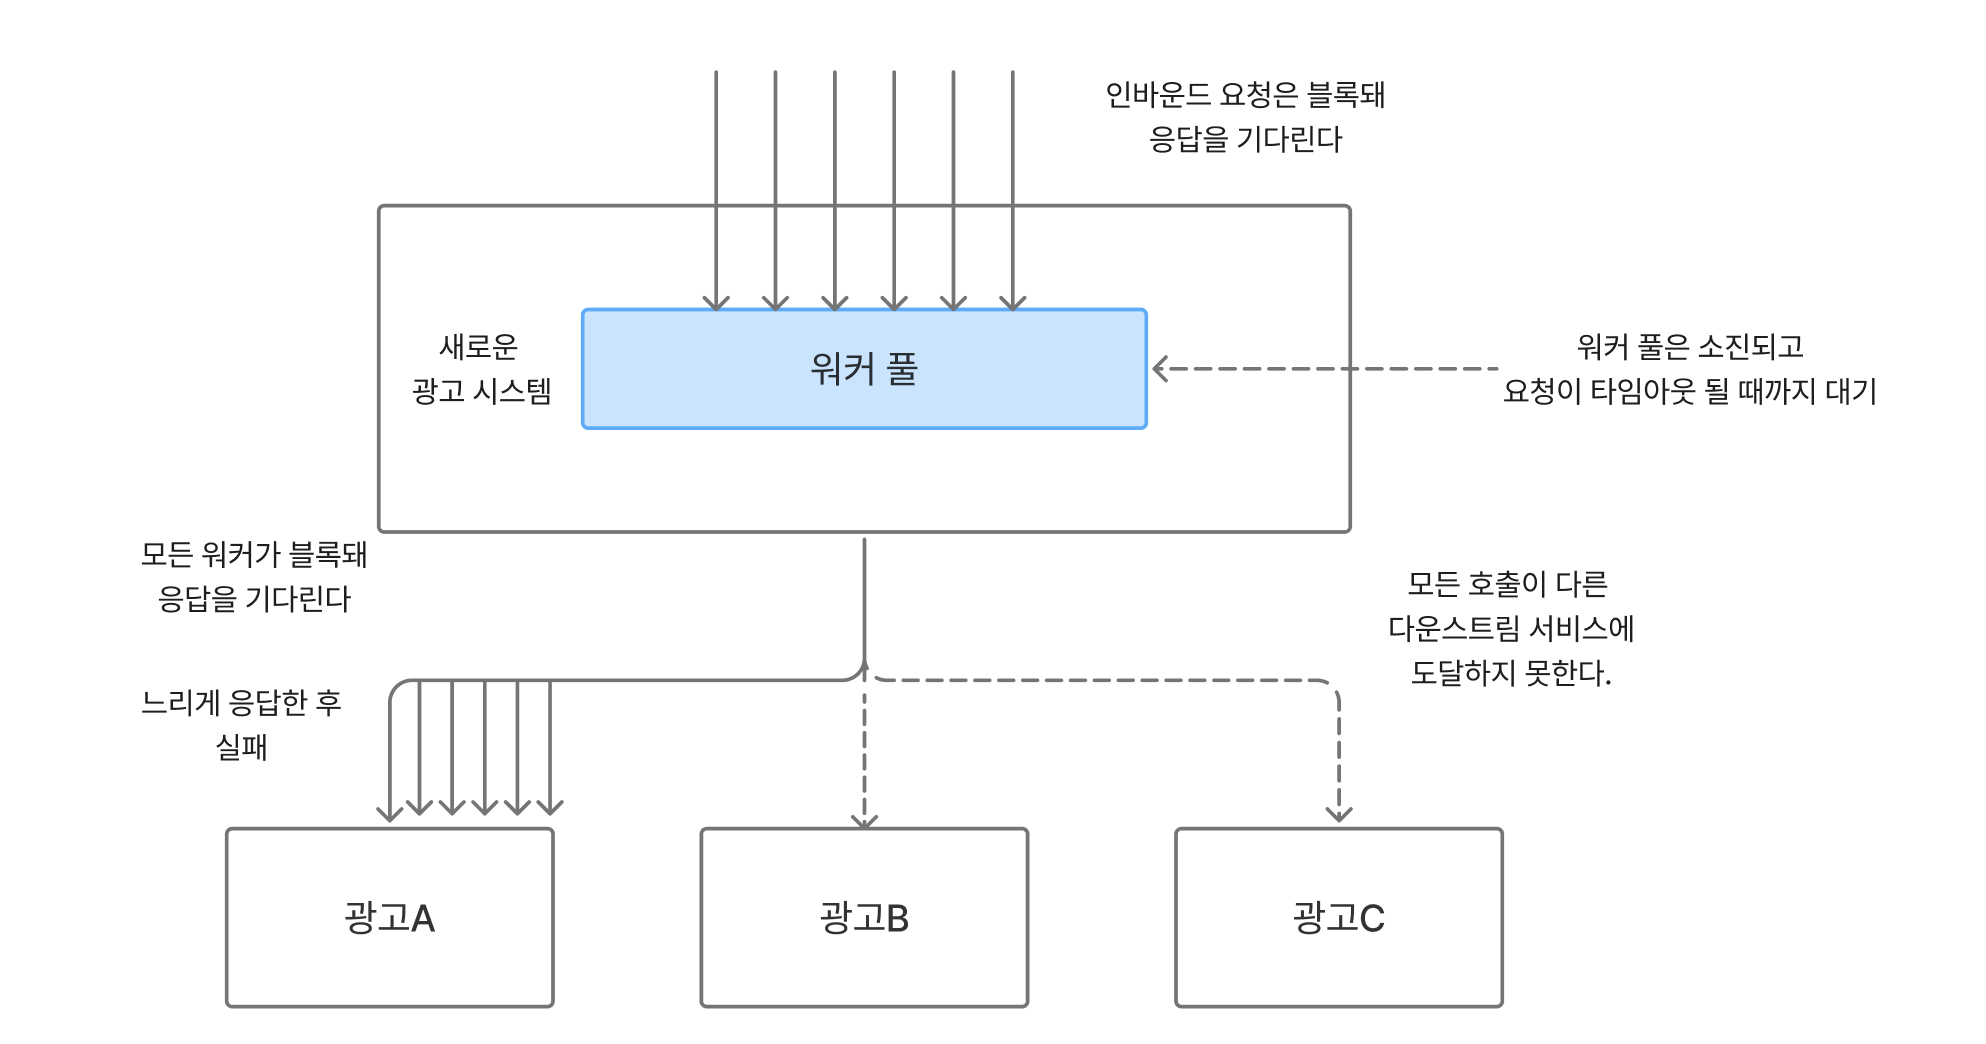 인바운드 요청은 블록돼
응답을 기다린다
새로운
광고 시스템
워커 풀
워커 풀은 소진되고
요청이 타임아웃 될 때까지 대기
모든 워커가 블록돼
응답을 기다린다
모든 호출이 다른
다운스트림 서비스에
도달하지 못한다.
느리게 응답한 후
실패
광고A
광고B
광고C